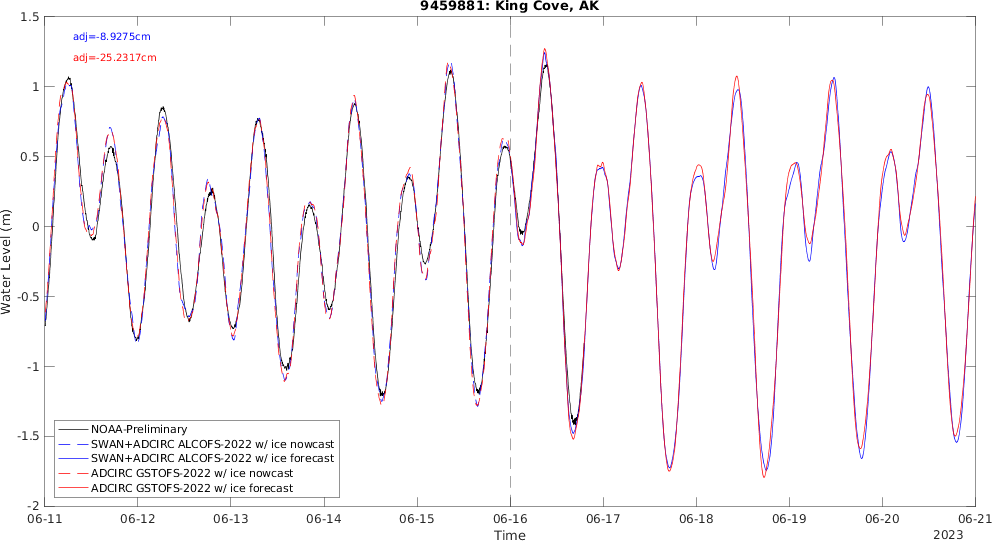 9459881: King Cove, AK
adj=-8.9275cm
adj=-25.2317cm
Water Level (m)
1.5
1
0.5
0
-0.5
-1
-1.5
-2
NOAA-Preliminary
SWAN+ADCIRC ALCOFS-2022 w/ ice nowcast
SWAN+ADCIRC ALCOFS-2022 w/ ice forecast
ADCIRC GSTOFS-2022 w/ ice nowcast
ADCIRC GSTOFS-2022 w/ ice forecast
06-11 06-12 06-13 06-14 06-15 06-16 06-17 06-18 06-19 06-20 06-21
Time
2023